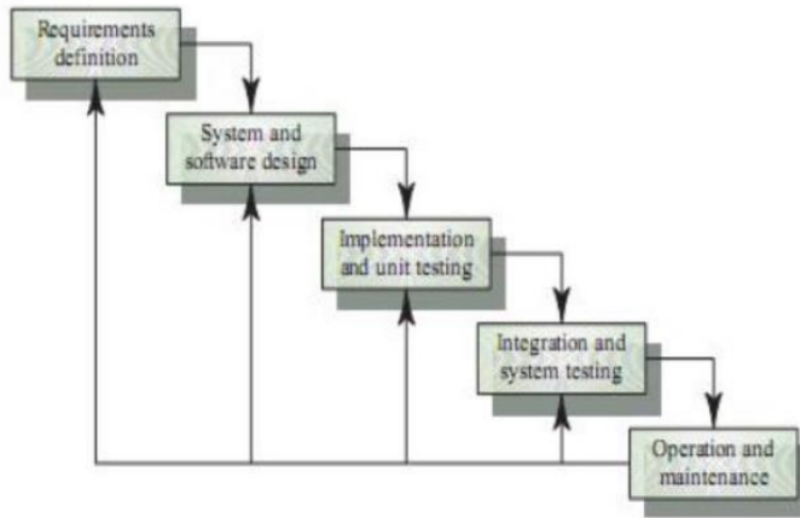 Requirements
definition
System and
software design
Implementation
and unit testing
Integration and
system testing
Operation and
maintenance